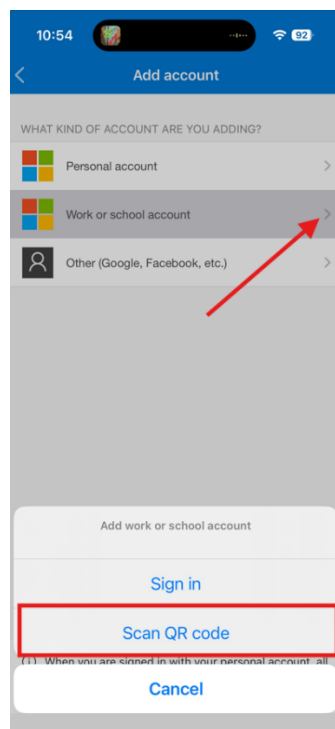 10:54
92
Add account
WHAT KIND OF ACCOUNT ARE YOU ADDING?
Personal account
Work or school account
Other (Google, Facebook, etc.)
Add work or school account
Sign in
Scan QR code
When you are signed in with your personal account, all
Cancel